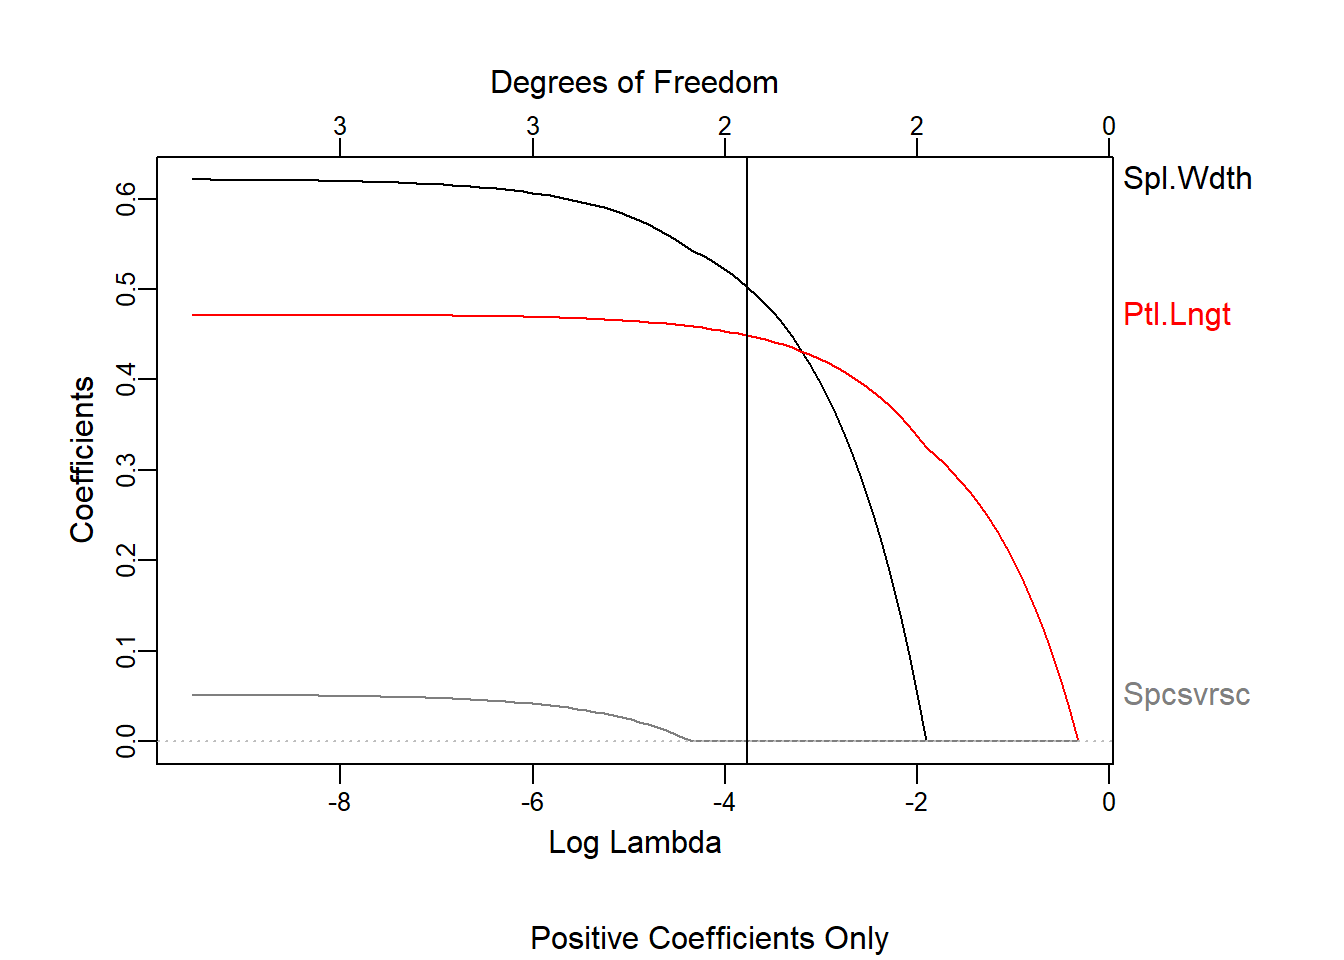 Degrees of Freedom
3 3 2 2 0
Spl.Wdth
Ptl.Lngt
Spcsvrsc
Coefficients
0.6
0.5
0.4
0.3
0.2
0.1
0.0
-8 -6 -4 -2 0
Log Lambda
Positive Coefficients Only